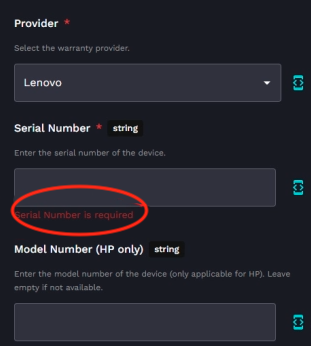 Provider *
Select the warranty provider.
Lenovo
Serial Number * string
Enter the serial number of the device.
Serial Number is required
Model Number (HP only) string
Enter the model number of the device (only applicable for HP). Leave
empty if not available.